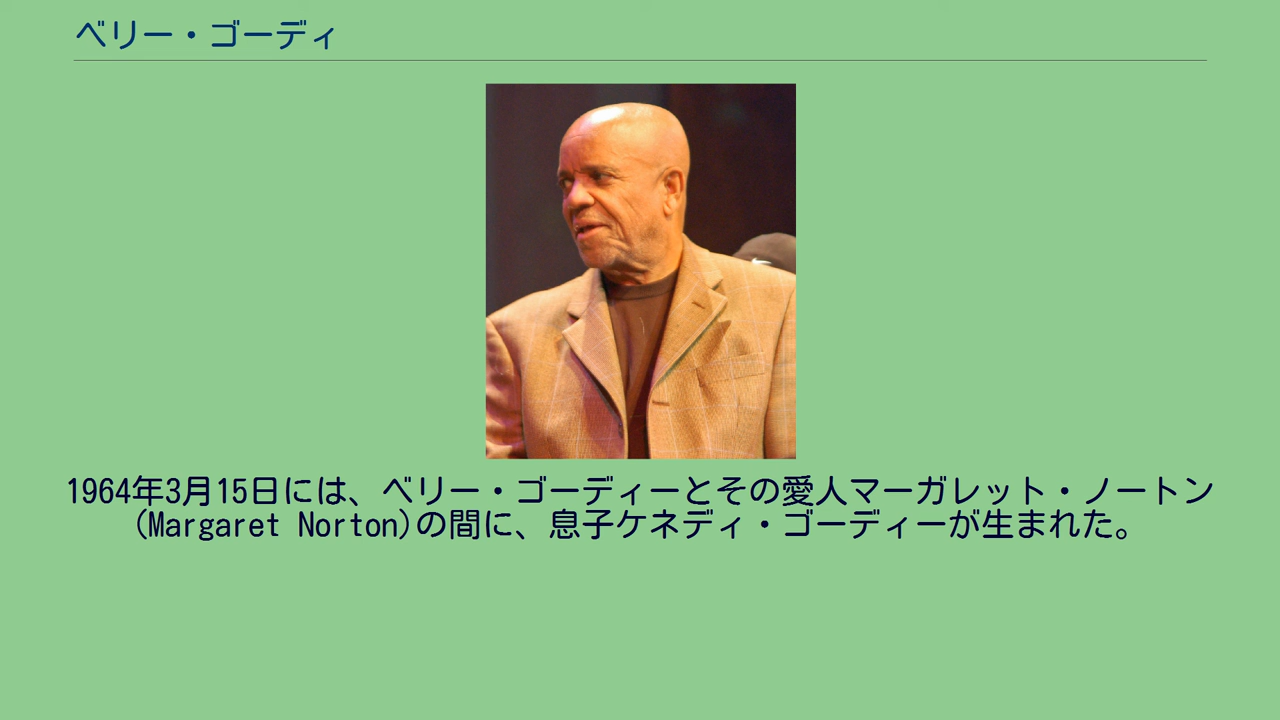 ベリー・ゴーディ
1964年3月15日には、ベリー・ゴーディーとその愛人マーガレット・ノートン
(Margaret Norton)の間に、息子ケネディ・ゴーディーが生まれた。